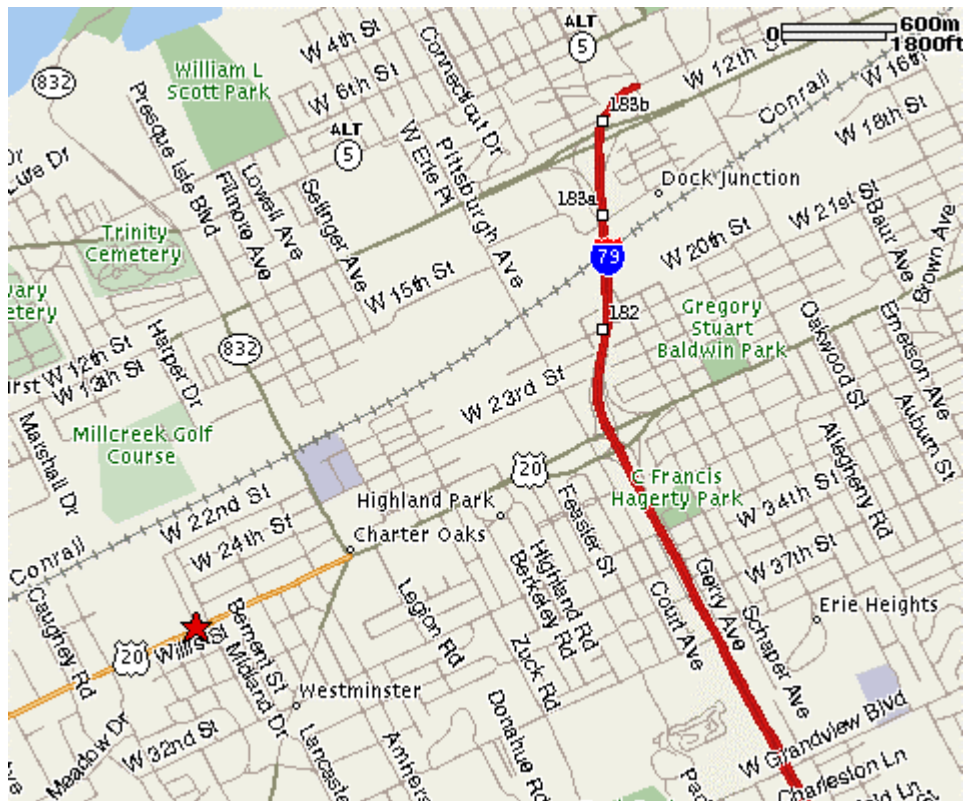 0 600m
1800ft
ALT
5
832
William L
Scott Park
W 4th St
W 6th St
Connecticut Dr
W 12th St
W 16th
Conrail
183b
W 18th St
ALT
5
Presque Isle Blvd
Filmore Ave
Lowell Ave
Selinger Ave
W Erie Pl
Pittsburgh Ave
183a
Dock Junction
W 21st St
Baur Ave
Brown Ave
Trinity
Cemetery
79
W 20th St
W 15th St
182
Gregory
Stuart
Baldwin Park
Oakwood St
Emerson Ave
Auburn St
W 12th St
W 13th St
Harper Dr
832
W 23rd St
Marshall Dr
Millcreek Golf
Course
20
C Francis
Hagerty Park
Allegheny Rd
W 22nd St
Highland Park
W 34th St
W 24th St
Charter Oaks
Feasler St
Conrail
Highland Rd
Berkeley Rd
W 37th St
Gerry Ave
Caughey Rd
Legion Rd
Court Ave
Schaper Ave
Erie Heights
20
Willis
Bement St
Midland Dr
Zuck Rd
Westminster
W Grandview Blvd
Meadow Dr
W 32nd St
Lancaste
Amhers
Donahue Rd
Charleston Ln